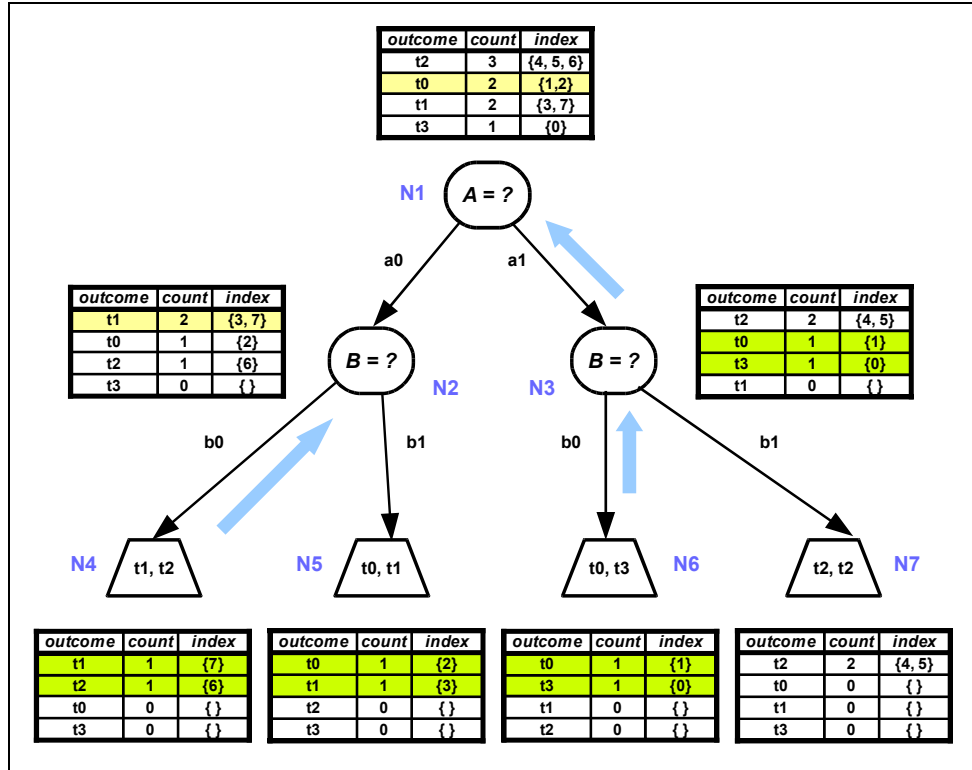 outcome count index
t2 3 {4, 5, 6}
t0 2 {1,2}
t1 2 {3, 7}
t3 1 {0}
N1
A = ?
a0
a1
outcome count index
t1 2 {3, 7}
t0 1 {2}
t2 1 {6}
t3 0 { }
B = ?
N2
B = ?
N3
outcome count index
t2 2 {4, 5}
t0 1 {1}
t3 1 {0}
t1 0 { }
b0
b1
b0
b1
N4
t1, t2
N5
t0, t1
t0, t3
N6
t2, t2
N7
outcome count index
t1 1 {7}
t2 1 {6}
t0 0 { }
t3 0 { }
outcome count index
t0 1 {2}
t1 1 {3}
t2 0 { }
t3 0 { }
outcome count index
t0 1 {1}
t3 1 {0}
t1 0 { }
t2 0 { }
outcome count index
t2 2 {4, 5}
t0 0 { }
t1 0 { }
t3 0 { }